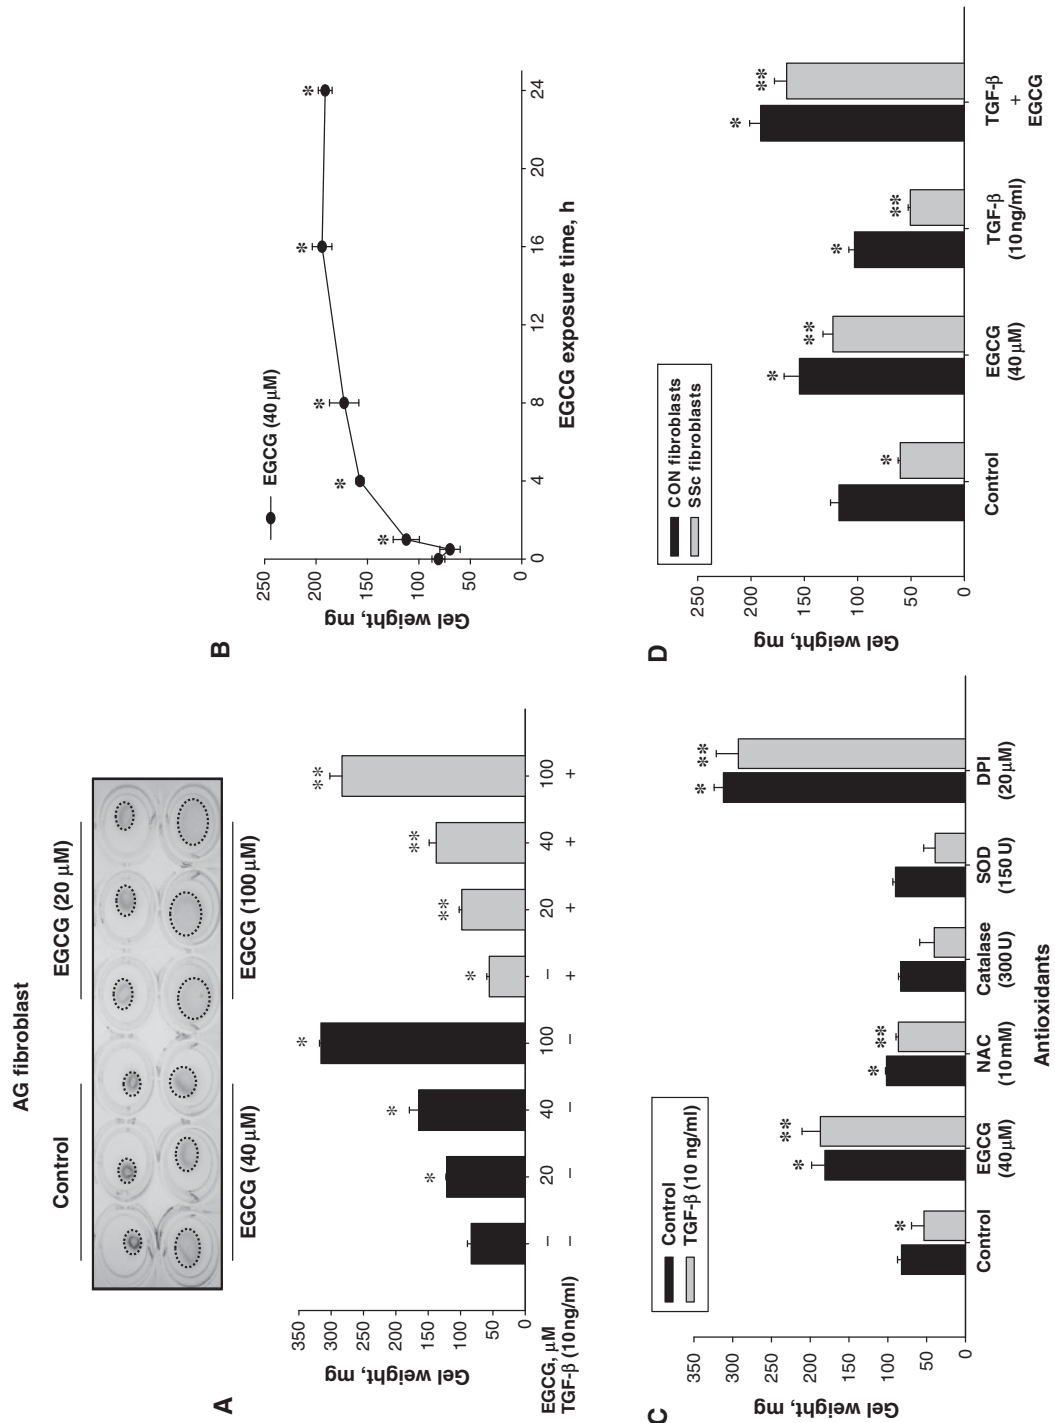 A
AG fibroblast
Control
EGCG (20 µM)
EGCG (40 µM)
EGCG (100 µM)
Gel weight, mg
350
300
250
200
150
100
50
0
EGCG, µM – 20 40 100 – 20 40 100
TGF-β (10 ng/ml) – – – – + + + +
* * * * ** ** **
B
EGCG (40 µM)
Gel weight, mg
250
200
150
100
50
0
* * * * *
0 4 8 12 16 20 24
EGCG exposure time, h
C
Control
TGF-β (10 ng/ml)
Gel weight, mg
350
300
250
200
150
100
50
0
* * ** * ** * **
Control EGCG NAC Catalase SOD DPI
(40 µM) (10 mM) (300 U) (150 U) (20 µM)
Antioxidants
D
CON fibroblasts
SSc fibroblasts
Gel weight, mg
250
200
150
100
50
0
* * ** * ** * **
Control EGCG TGF-β TGF-β
(40 µM) (10 ng/ml) +
EGCG